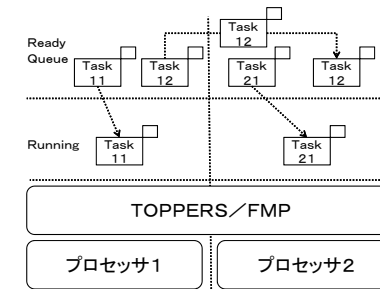 Task
12
Ready
Queue
Task
11
Task
12
Task
21
Task
12
Running
Task
11
Task
21
TOPPERS／FMP
プロセッサ１
プロセッサ２